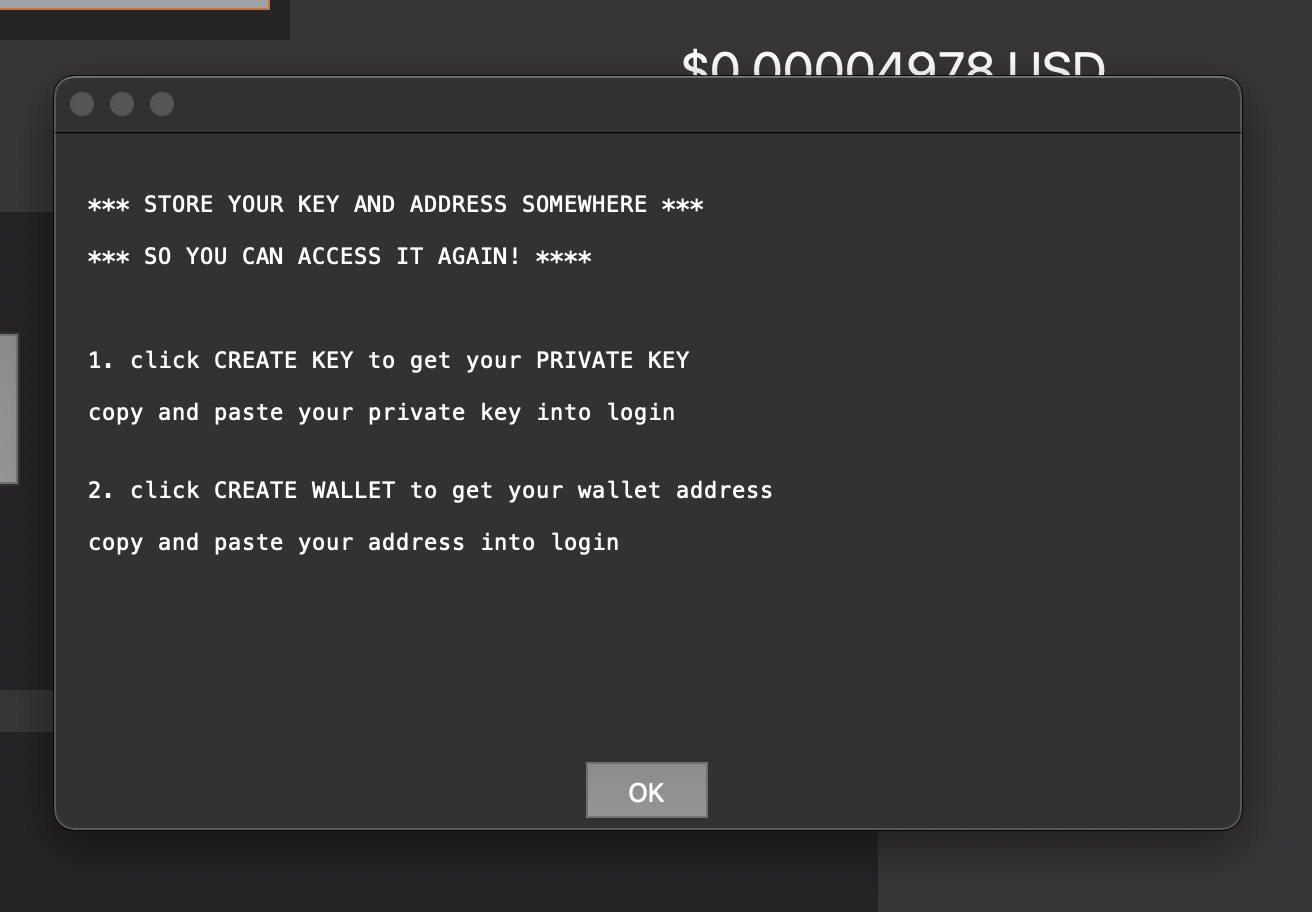 $0.00004978 USD
*** STORE YOUR KEY AND ADDRESS SOMEWHERE ***
*** SO YOU CAN ACCESS IT AGAIN! ****
1. click CREATE KEY to get your PRIVATE KEY
copy and paste your private key into login
2. click CREATE WALLET to get your wallet address
copy and paste your address into login
OK